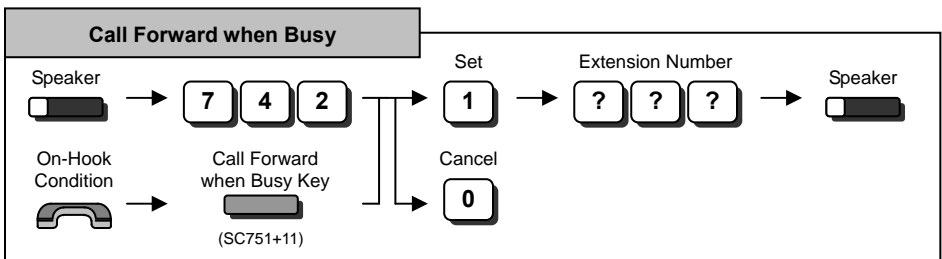 Call Forward when Busy
Speaker
7 4 2
Set
1
Extension Number
? ? ?
Speaker
On-Hook
Condition
Call Forward
when Busy Key
(SC751+11)
Cancel
0